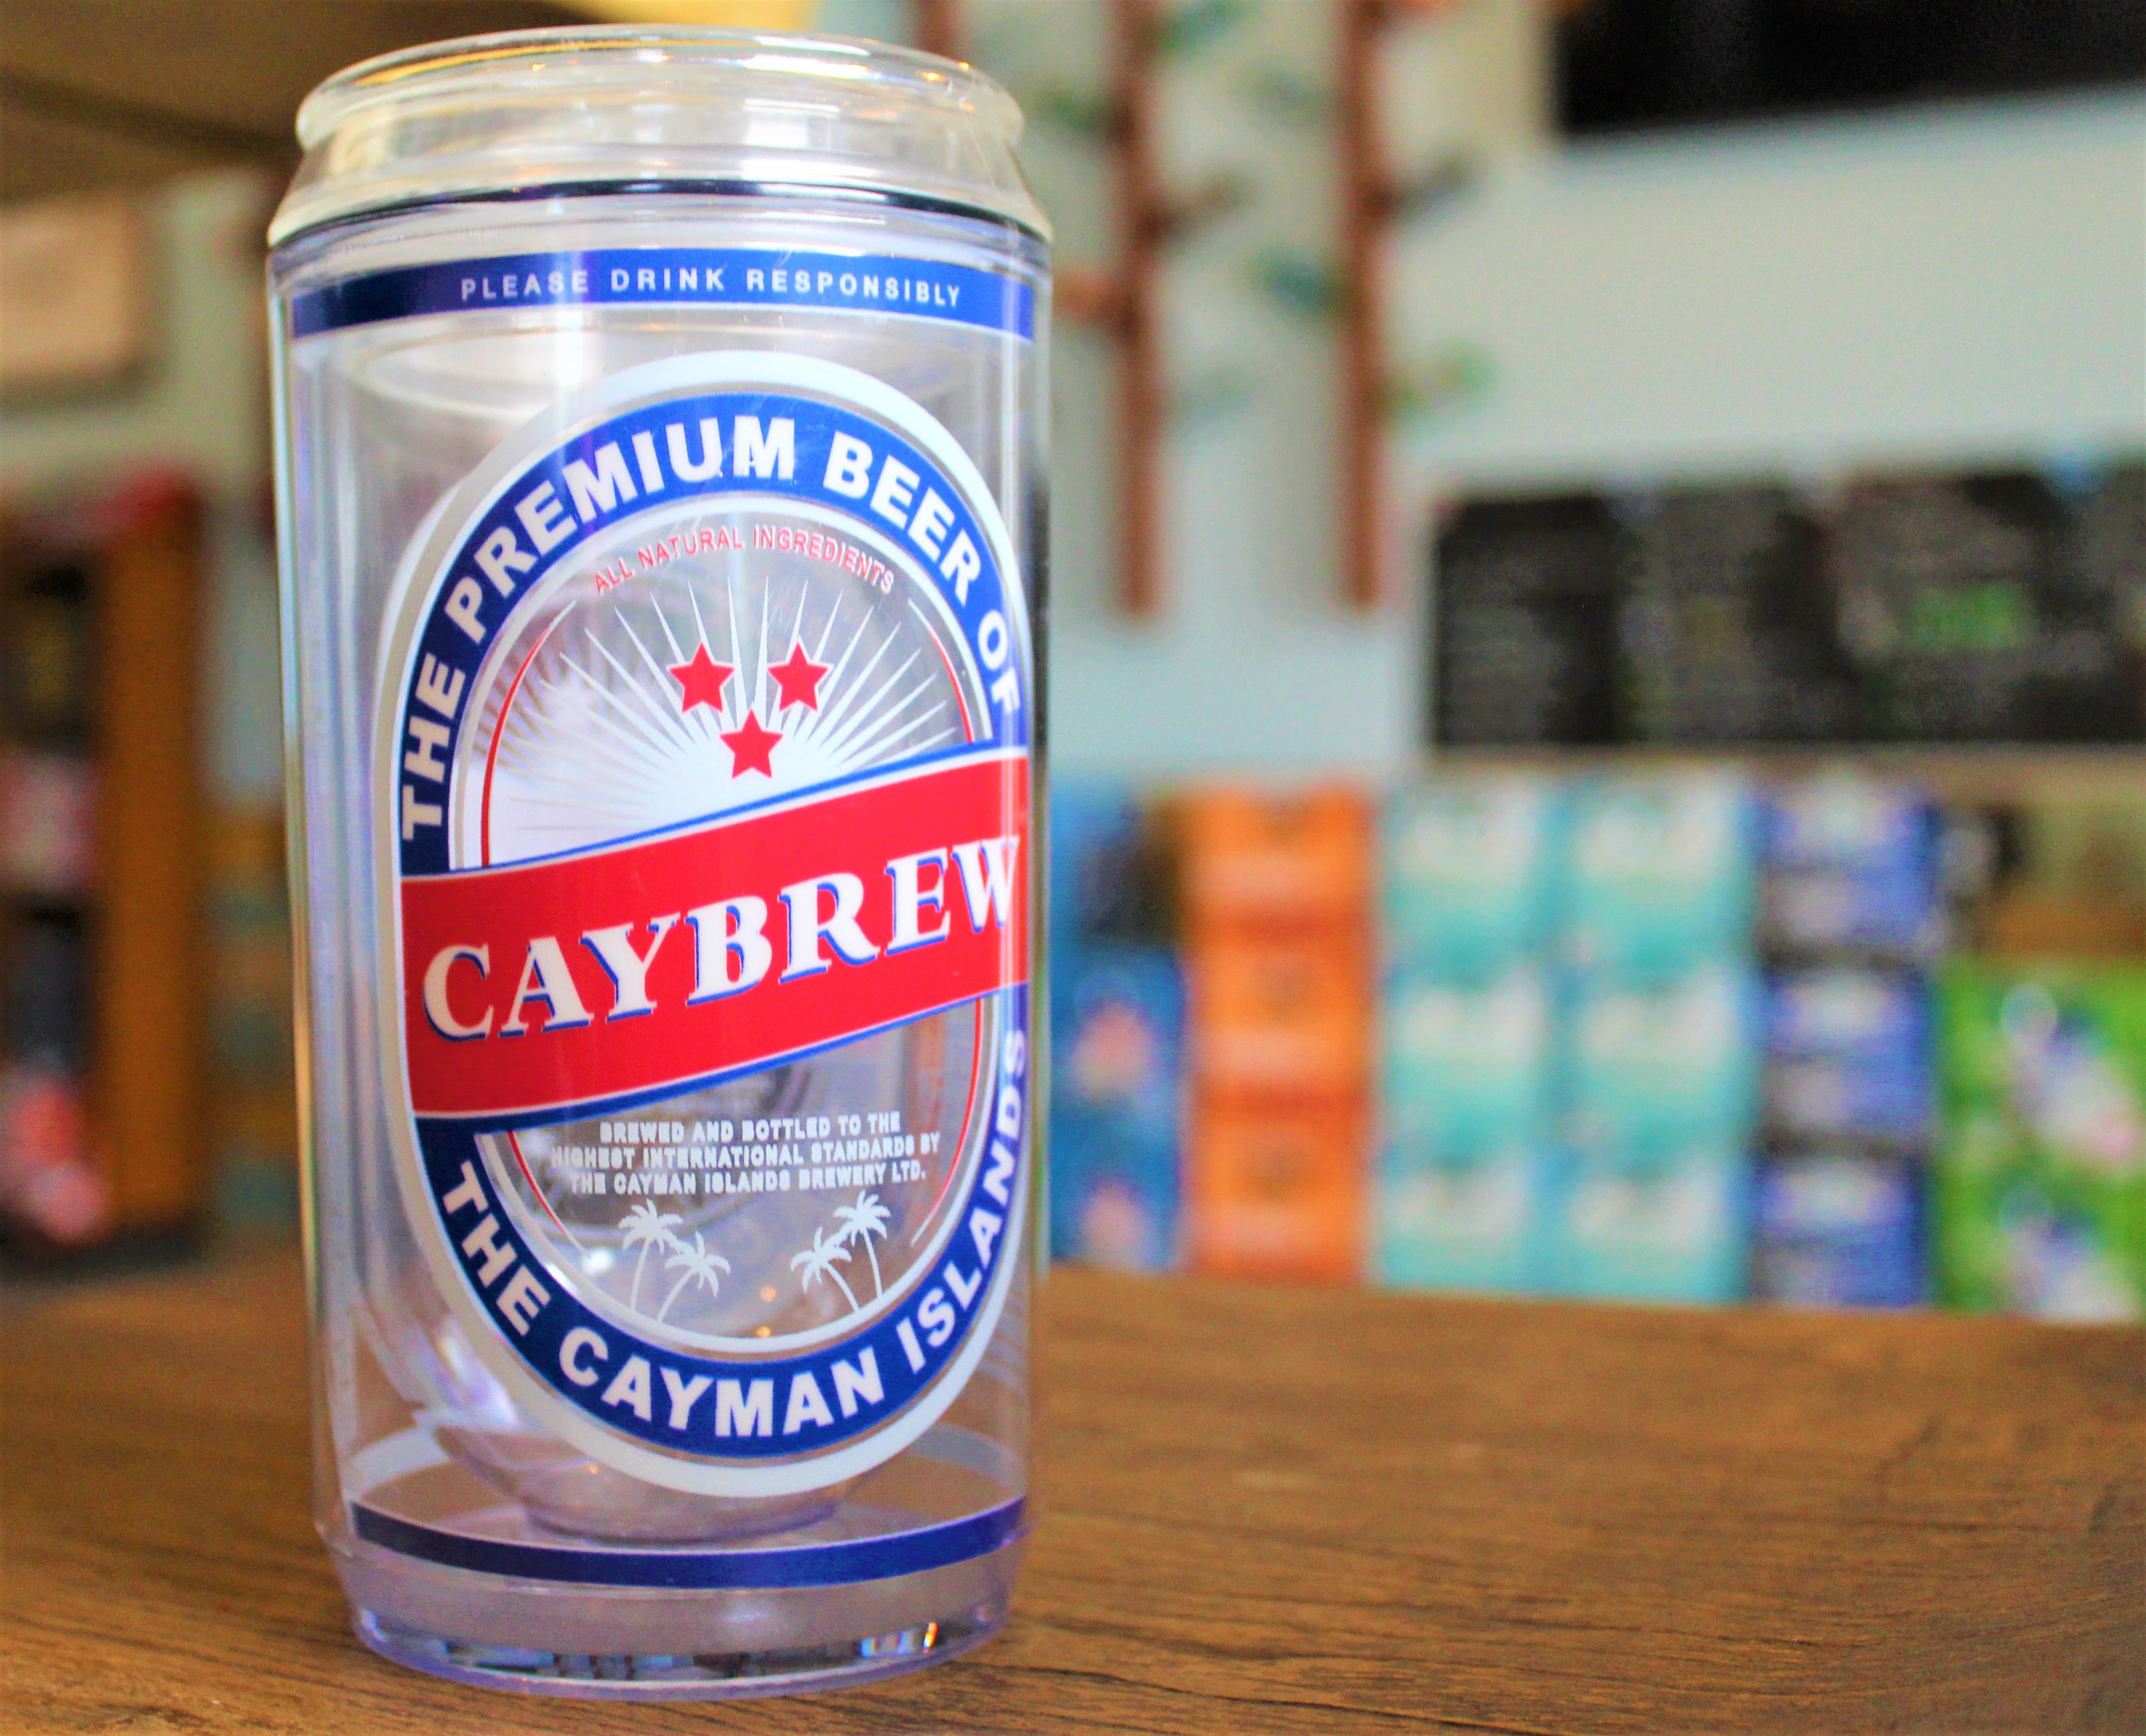 PLEASE DRINK RESPONSIBLY
THE PREMIUM BEER OF
ALL NATURAL INGREDIENTS
CAYBREW
BREWED AND BOTTLED TO THE
HIGHEST INTERNATIONAL STANDARDS BY
THE CAYMAN ISLANDS BREWERY LTD.
THE CAYMAN ISLANDS